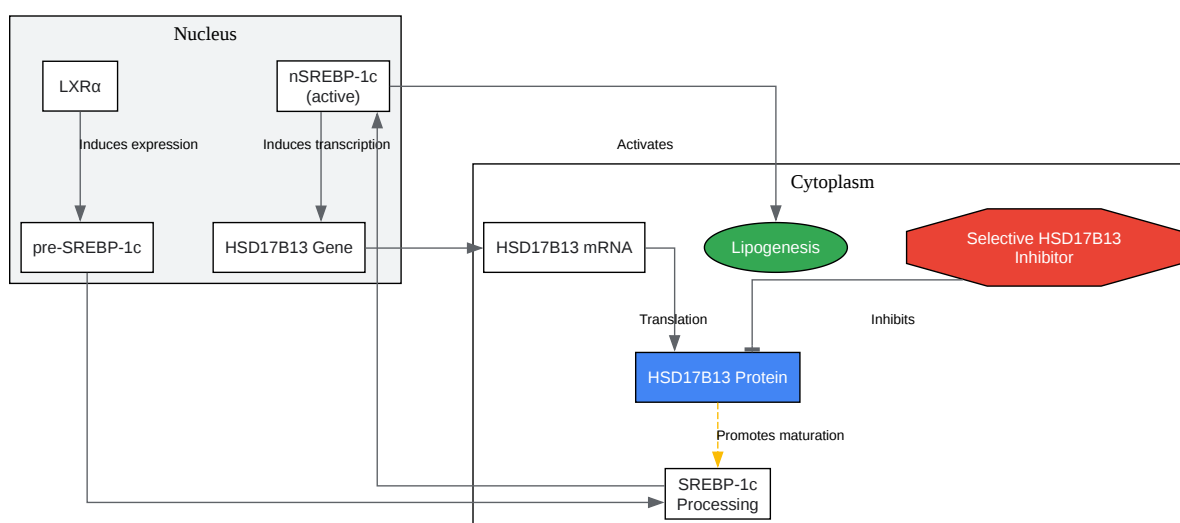 Nucleus
LXRα
nSREBP-1c
(active)
Induces expression
Induces transcription
Activates
Cytoplasm
pre-SREBP-1c
HSD17B13 Gene
HSD17B13 mRNA
Lipogenesis
Selective HSD17B13
Inhibitor
Translation
Inhibits
HSD17B13 Protein
Promotes maturation
SREBP-1c
Processing